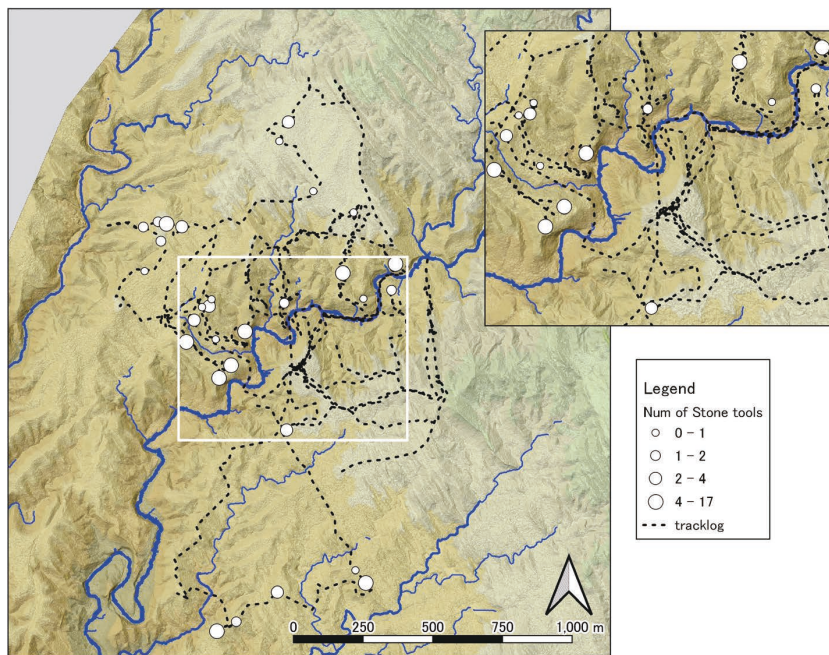 Legend
Num of Stone tools
0 - 1
1 - 2
2 - 4
4 - 17
tracklog
0 250 500 750 1,000 m